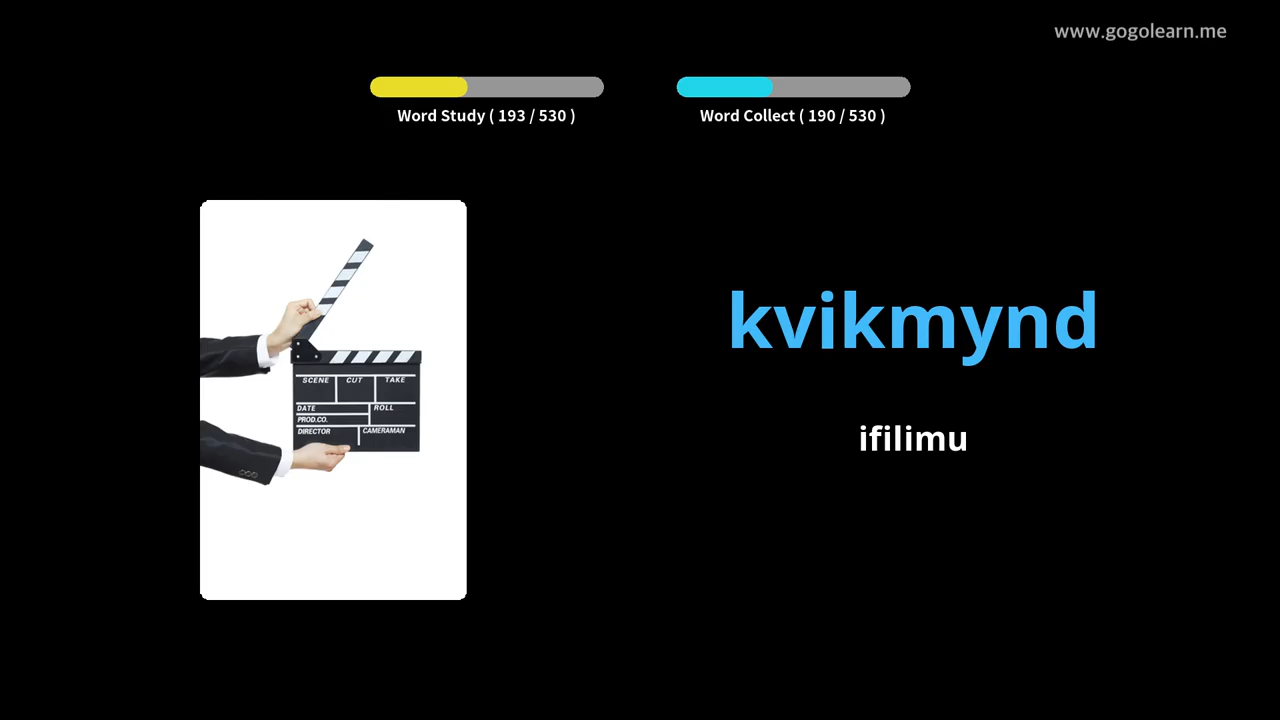 www.gogolearn.me
Word Study ( 193 / 530 )
Word Collect ( 190 / 530 )
SCENE CUT TAKE
DATE ROLL
PROD.CO.
DIRECTOR CAMERAMAN
kvikmynd
ifilimu